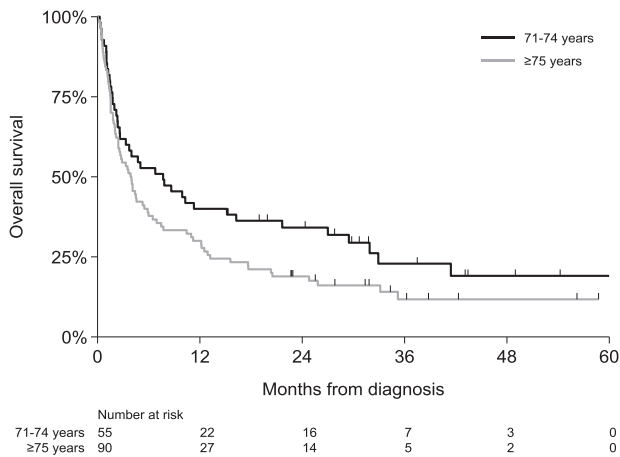 100%
75%
50%
25%
0%
Overall survival
71-74 years
≥75 years
0 12 24 36 48 60
Months from diagnosis
Number at risk
71-74 years 55 22 16 7 3 0
≥75 years 90 27 14 5 2 0